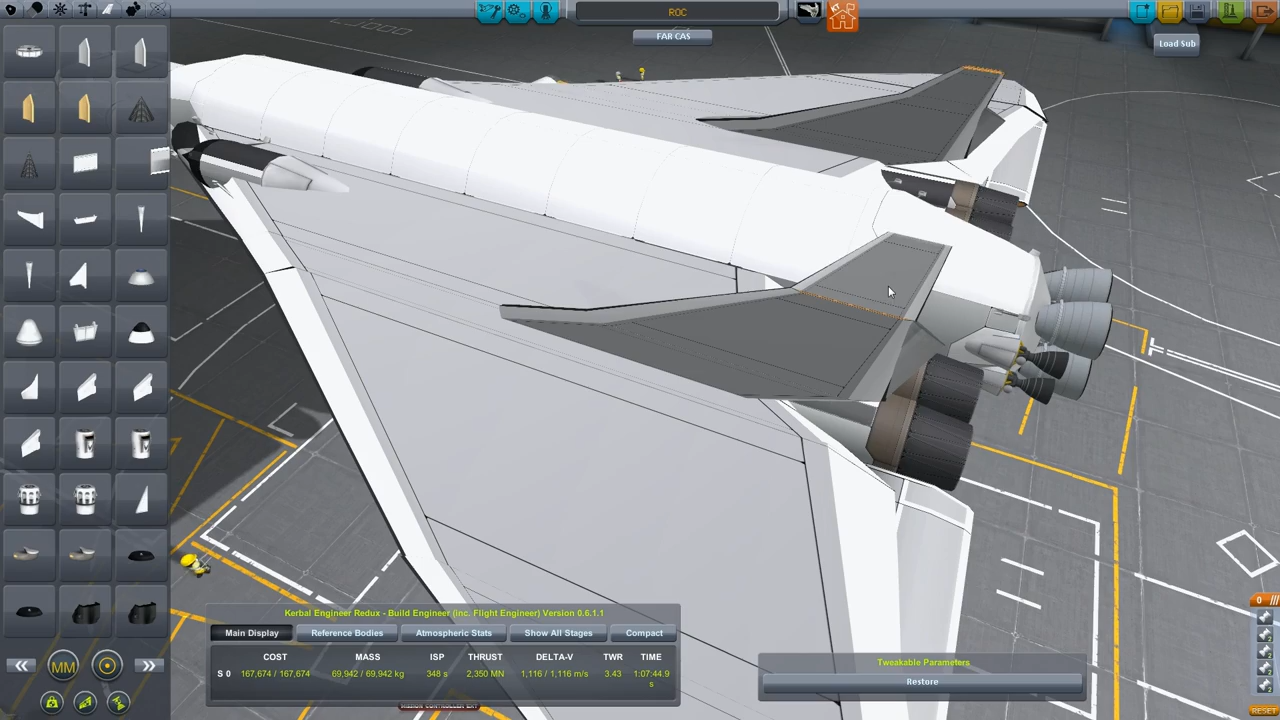 ROC
FAR CAS
Load Sub
Kerbal Engineer Redux - Build Engineer (inc. Flight Engineer) Version 0.6.1.1
Main Display Reference Bodies Atmospheric Stats Show All Stages Compact
COST MASS ISP THRUST DELTA-V TWR TIME
S 0 167,674 / 167,674 69,942 / 69,942 kg 348 s 2,350 MN 1,116 / 1,116 m/s 3.43 1:07:44.9
s
Tweakable Parameters
Restore
MM
0
RESET